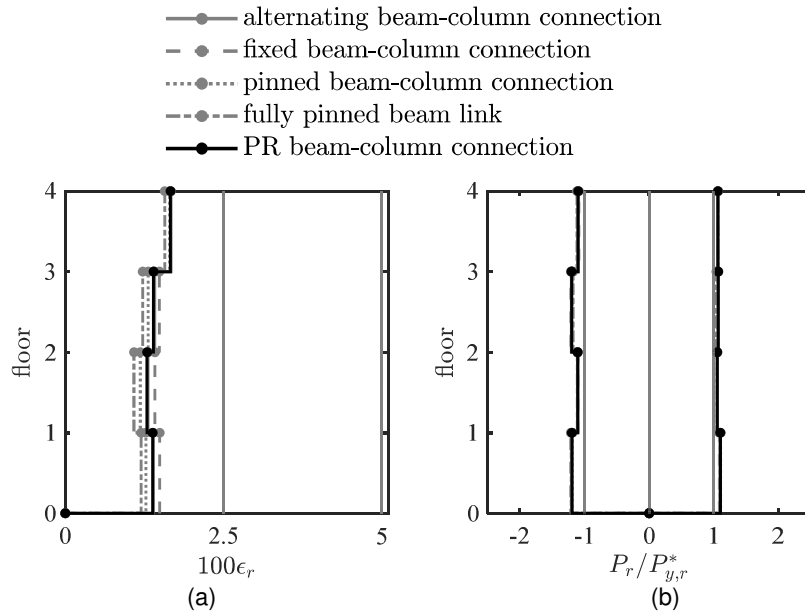 alternating beam-column connection
fixed beam-column connection
pinned beam-column connection
fully pinned beam link
PR beam-column connection
4
3
2
1
0
floor
0 2.5 5
100ϵ_r
(a)
4
3
2
1
0
floor
-2 -1 0 1 2
P_r/P*_{y,r}
(b)